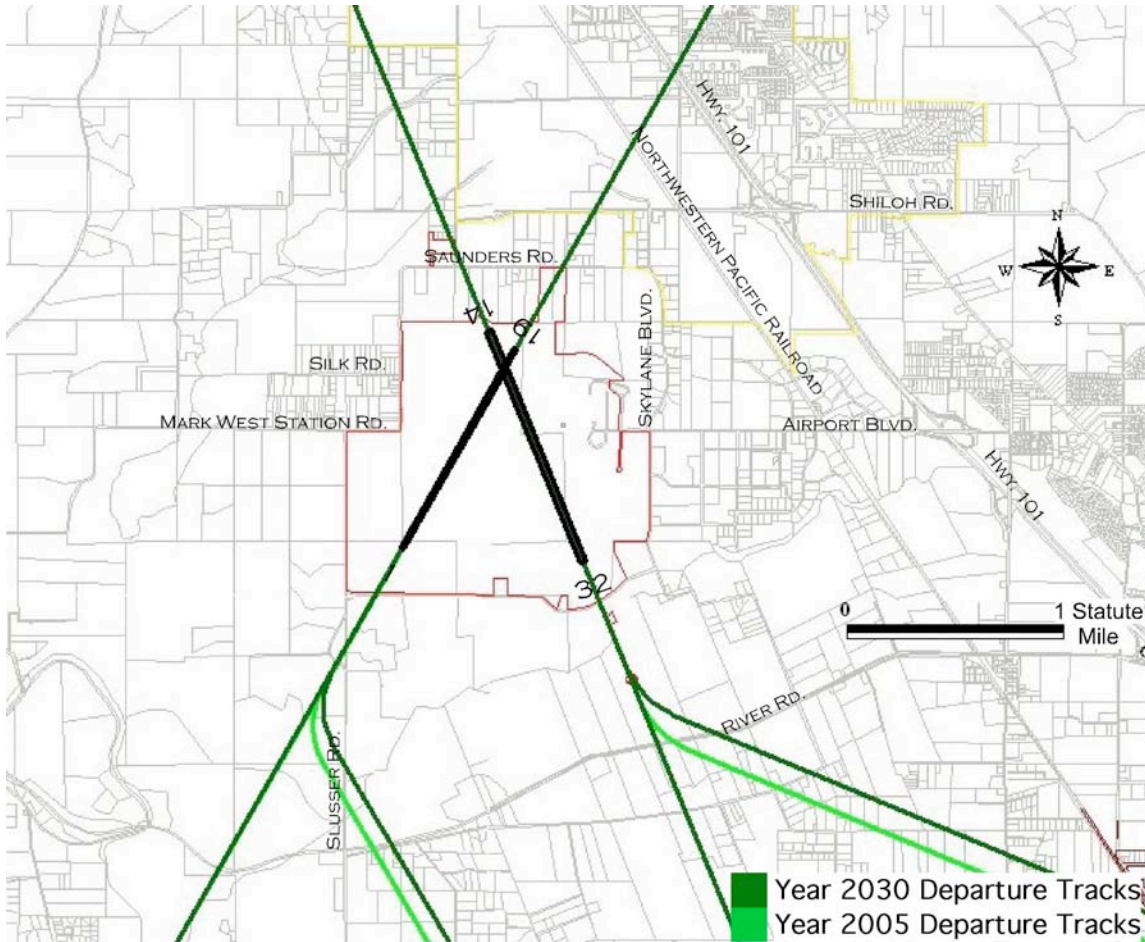 HWY. 101
NORTHWESTERN PACIFIC RAILROAD
SHILOH RD.
N
W
E
S
SAUNDERS RD.
14
19
SKYLANE BLVD.
SILK RD.
MARK WEST STATION RD.
AIRPORT BLVD.
HWY. 101
32
0
1 Statute
Mile
RIVER RD.
SLUSSER RD.
Year 2030 Departure Tracks
Year 2005 Departure Tracks